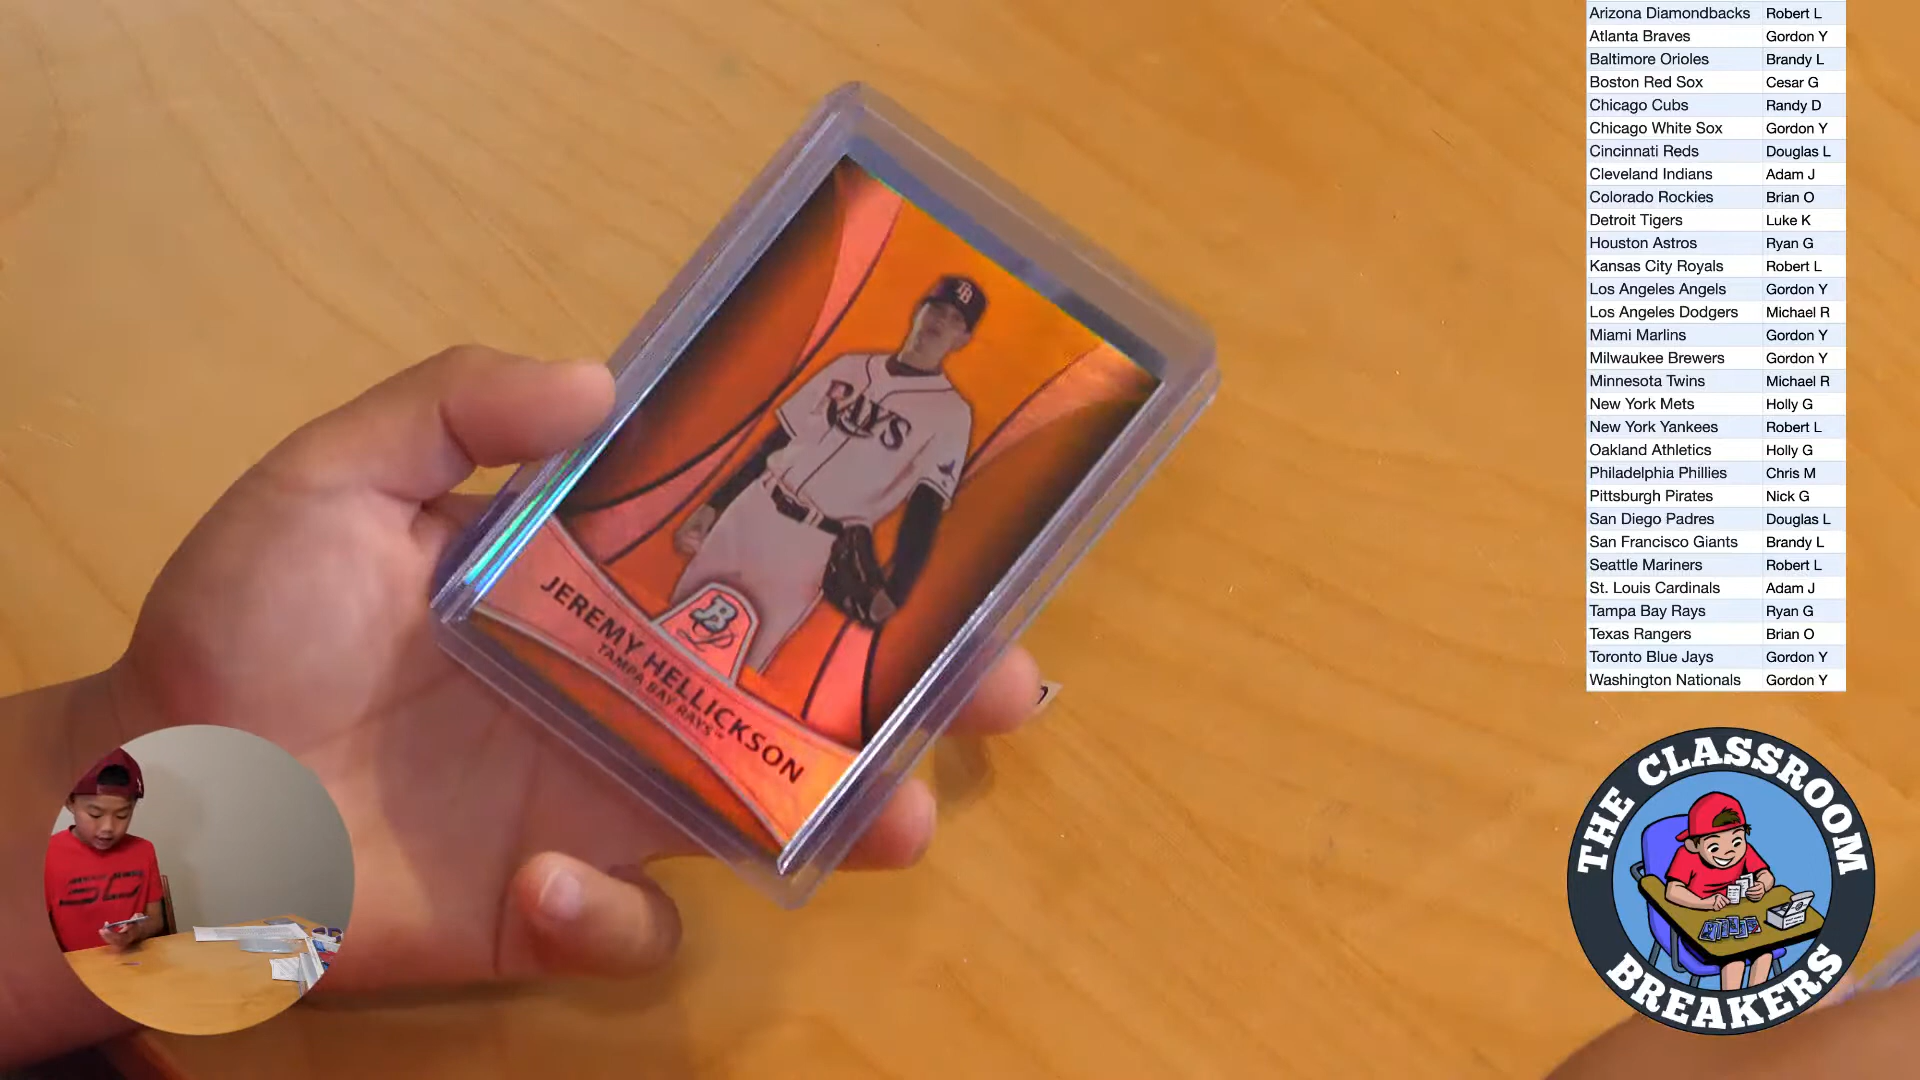 Arizona Diamondbacks Robert L
Atlanta Braves Gordon Y
Baltimore Orioles Brandy L
Boston Red Sox Cesar G
Chicago Cubs Randy D
Chicago White Sox Gordon Y
Cincinnati Reds Douglas L
Cleveland Indians Adam J
Colorado Rockies Brian O
Detroit Tigers Luke K
Houston Astros Ryan G
Kansas City Royals Robert L
Los Angeles Angels Gordon Y
Los Angeles Dodgers Michael R
Miami Marlins Gordon Y
Milwaukee Brewers Gordon Y
Minnesota Twins Michael R
New York Mets Holly G
New York Yankees Robert L
Oakland Athletics Holly G
Philadelphia Phillies Chris M
Pittsburgh Pirates Nick G
San Diego Padres Douglas L
San Francisco Giants Brandy L
Seattle Mariners Robert L
St. Louis Cardinals Adam J
Tampa Bay Rays Ryan G
Texas Rangers Brian O
Toronto Blue Jays Gordon Y
Washington Nationals Gordon Y
TB
RAYS
B
JEREMY HELLICKSON
TAMPA BAY RAYS™
THE CLASSROOM
BREAKERS